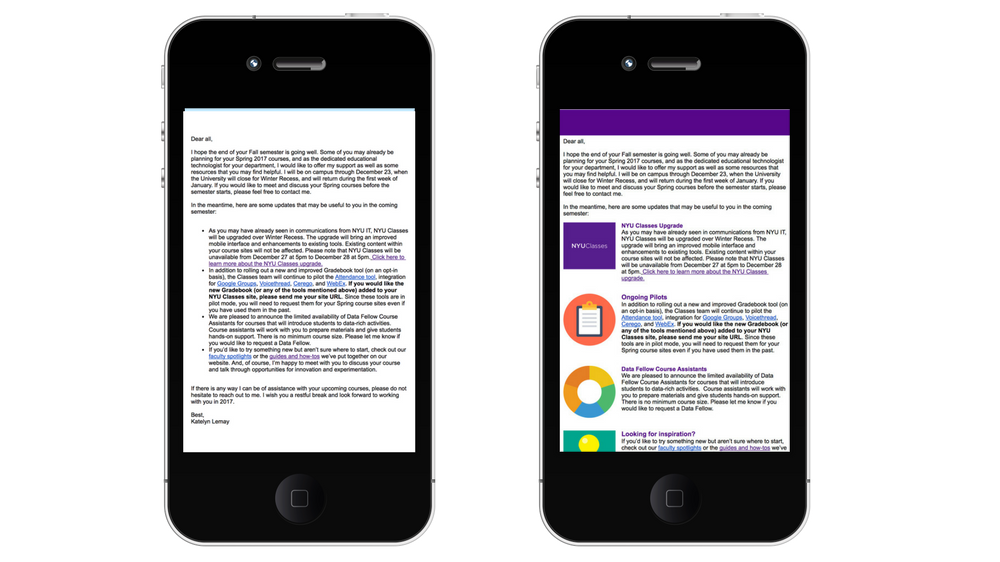 Dear all,
I hope the end of your Fall semester is going well. Some of you may already be
planning for your Spring 2017 courses, and as the dedicated educational
technologist for your department, I would like to offer my support as well as some
resources that you may find helpful. I will be on campus through December 23, when
the University will close for Winter Recess, and will return during the first week of
January. If you would like to meet and discuss your Spring courses before the
semester starts, please feel free to contact me.
In the meantime, here are some updates that may be useful to you in the coming
semester:
• As you may have already seen in communications from NYU IT, NYU Classes
will be upgraded over Winter Recess. The upgrade will bring an improved
mobile interface and enhancements to existing tools. Existing content within
your course sites will not be affected. Please note that NYU Classes will be
unavailable from December 27 at 5pm to December 28 at 5pm. Click here to
learn more about the NYU Classes upgrade.
• In addition to rolling out a new and improved Gradebook tool (on an opt-in
basis), the Classes team will continue to pilot the Attendance tool, integration
for Google Groups, Voicethread, Cerego, and WebEx. If you would like the
new Gradebook (or any of the tools mentioned above) added to your
NYU Classes site, please send me your site URL. Since these tools are in
pilot mode, you will need to request them for your Spring course sites even if
you have used them in the past.
• We are pleased to announce the limited availability of Data Fellow Course
Assistants for courses that will introduce students to data-rich activities.
Course assistants will work with you to prepare materials and give students
hands-on support. There is no minimum course size. Please let me know if
you would like to request a Data Fellow.
• If you'd like to try something new but aren't sure where to start, check out our
faculty spotlights or the guides and how-tos we've put together on our
website. And, of course, I'm happy to meet with you to discuss your course
and talk through opportunities for innovation and experimentation.
If there is any way I can be of assistance with your upcoming courses, please do not
hesitate to reach out to me. I wish you a restful break and look forward to working
with you in 2017.
Best,
Katelyn Lemay
Dear all,
I hope the end of your Fall semester is going well. Some of you may already be
planning for your Spring 2017 courses, and as the dedicated educational technologist
for your department, I would like to offer my support as well as some resources that
you may find helpful. I will be on campus through December 23, when the University
will close for Winter Recess, and will return during the first week of January. If you
would like to meet and discuss your Spring courses before the semester starts, please
feel free to contact me.
In the meantime, here are some updates that may be useful to you in the coming
semester:
NYUClasses
NYU Classes Upgrade
As you may have already seen in communications from NYU IT,
NYU Classes will be upgraded over Winter Recess. The
upgrade will bring an improved mobile interface and
enhancements to existing tools. Existing content within your
course sites will not be affected. Please note that NYU Classes
will be unavailable from December 27 at 5pm to December 28
at 5pm. Click here to learn more about the NYU Classes
upgrade.
Ongoing Pilots
In addition to rolling out a new and improved Gradebook tool (on
an opt-in basis), the Classes team will continue to pilot the
Attendance tool, integration for Google Groups, Voicethread,
Cerego, and WebEx. If you would like the new Gradebook (or
any of the tools mentioned above) added to your NYU
Classes site, please send me your site URL. Since these
tools are in pilot mode, you will need to request them for your
Spring course sites even if you have used them in the past.
Data Fellow Course Assistants
We are pleased to announce the limited availability of Data
Fellow Course Assistants for courses that will introduce
students to data-rich activities. Course assistants will work with
you to prepare materials and give students hands-on support.
There is no minimum course size. Please let me know if you
would like to request a Data Fellow.
Looking for inspiration?
If you'd like to try something new but aren't sure where to start,
check out our faculty spotlights or the guides and how-tos we've